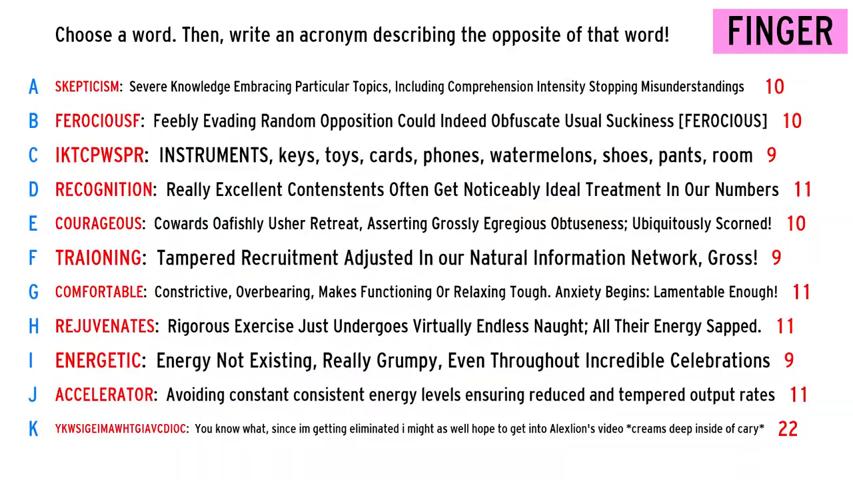 Choose a word. Then, write an acronym describing the opposite of that word! FINGER
A SKEPTICISM: Severe Knowledge Embracing Particular Topics, Including Comprehension Intensity Stopping Misunderstandings 10
B FEROCIOUSF: Feebly Evading Random Opposition Could Indeed Obfuscate Usual Suckiness [FEROCIOUS] 10
C IKTCPWSPR: INSTRUMENTS, keys, toys, cards, phones, watermelons, shoes, pants, room 9
D RECOGNITION: Really Excellent Contenstents Often Get Noticeably Ideal Treatment In Our Numbers 11
E COURAGEOUS: Cowards Oafishly Usher Retreat, Asserting Grossly Egregious Obtuseness; Ubiquitously Scorned! 10
F TRAIONING: Tampered Recruitment Adjusted In our Natural Information Network, Gross! 9
G COMFORTABLE: Constrictive, Overbearing, Makes Functioning Or Relaxing Tough. Anxiety Begins: Lamentable Enough! 11
H REJUVENATES: Rigorous Exercise Just Undergoes Virtually Endless Naught; All Their Energy Sapped. 11
I ENERGETIC: Energy Not Existing, Really Grumpy, Even Throughout Incredible Celebrations 9
J ACCELERATOR: Avoiding constant consistent energy levels ensuring reduced and tempered output rates 11
K YKWSIGEIMAWHTGIAVCDIOC: You know what, since im getting eliminated i might as well hope to get into Alexlion's video *creams deep inside of cary* 22